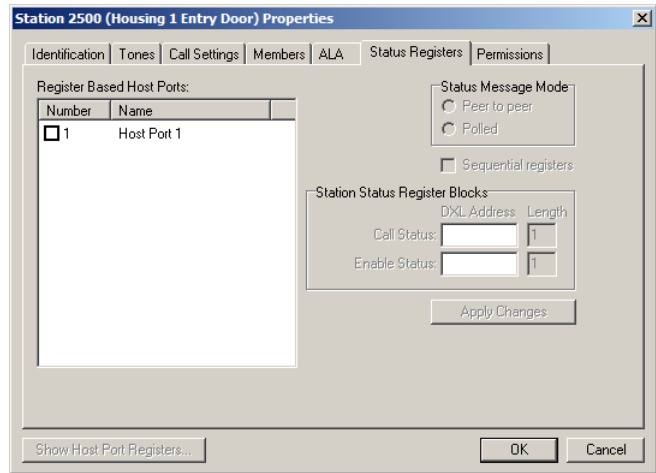 Station 2500 (Housing 1 Entry Door) Properties
Identification Tones Call Settings Members ALA Status Registers Permissions
Register Based Host Ports:
Number Name
1 Host Port 1
Status Message Mode
Peer to peer
Polled
Sequential registers
Station Status Register Blocks
DXL Address Length
Call Status: 1
Enable Status: 1
Apply Changes
Show Host Port Registers...
OK Cancel